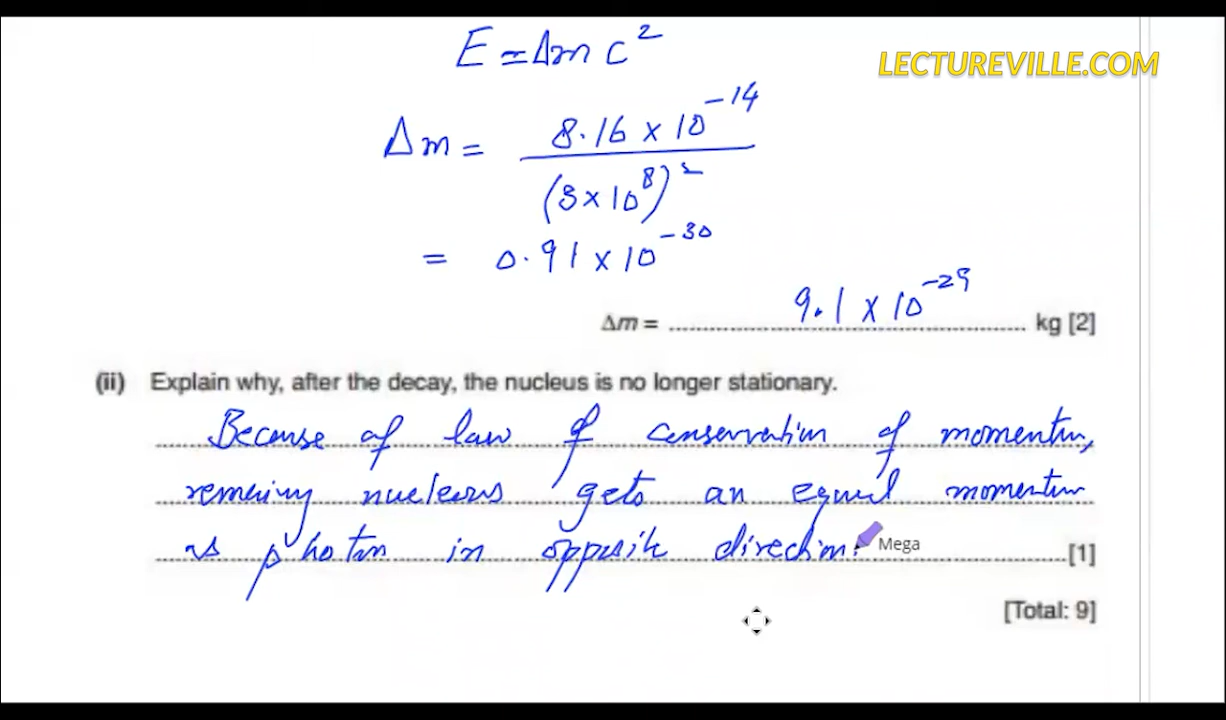 E = Δm c²
LECTUREVILLE.COM
Δm = 8.16 × 10⁻¹⁴
(3 × 10⁸)²
= 0.91 × 10⁻³⁰
Δm = 9.1 × 10⁻²⁹ kg [2]
(ii) Explain why, after the decay, the nucleus is no longer stationary.
Because of law of conservation of momentum,
remaining nucleus gets an equal momentum
as photon in opposite direction.
Mega
[1]
[Total: 9]